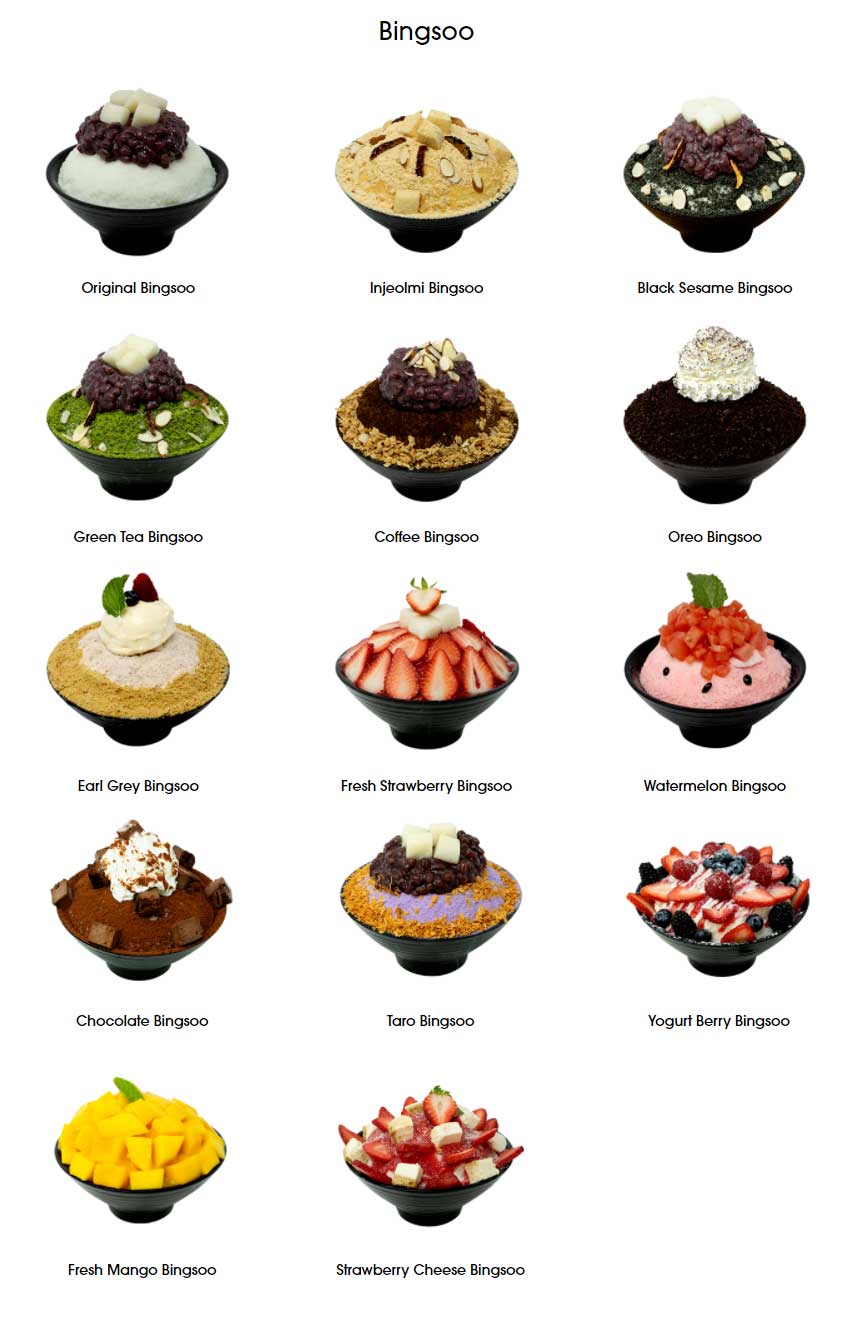 Bingsoo
Original Bingsoo
Injeolmi Bingsoo
Black Sesame Bingsoo
Green Tea Bingsoo
Coffee Bingsoo
Oreo Bingsoo
Earl Grey Bingsoo
Fresh Strawberry Bingsoo
Watermelon Bingsoo
Chocolate Bingsoo
Taro Bingsoo
Yogurt Berry Bingsoo
Fresh Mango Bingsoo
Strawberry Cheese Bingsoo